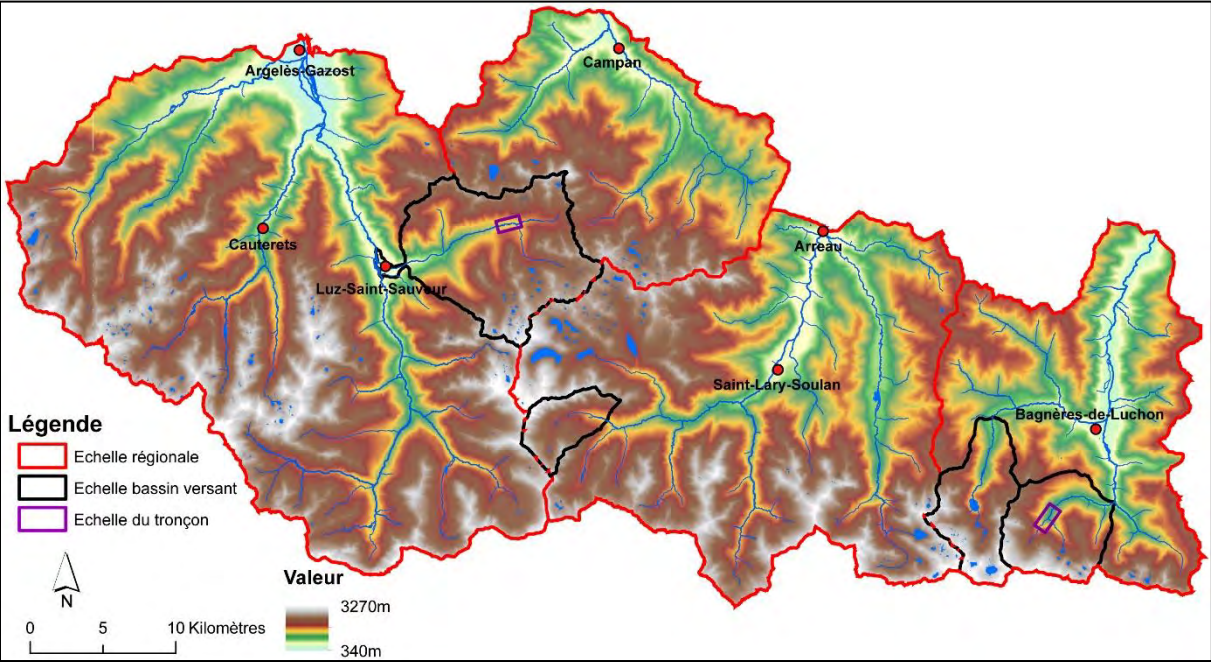 Argelès-Gazost
Campan
Cauterets
Luz-Saint-Sauveur
Arreau
Saint-Lary-Soulan
Bagnères-de-Luchon
Légende
Echelle régionale
Echelle bassin versant
Echelle du tronçon
N
0 5 10 Kilomètres
Valeur
3270m
340m